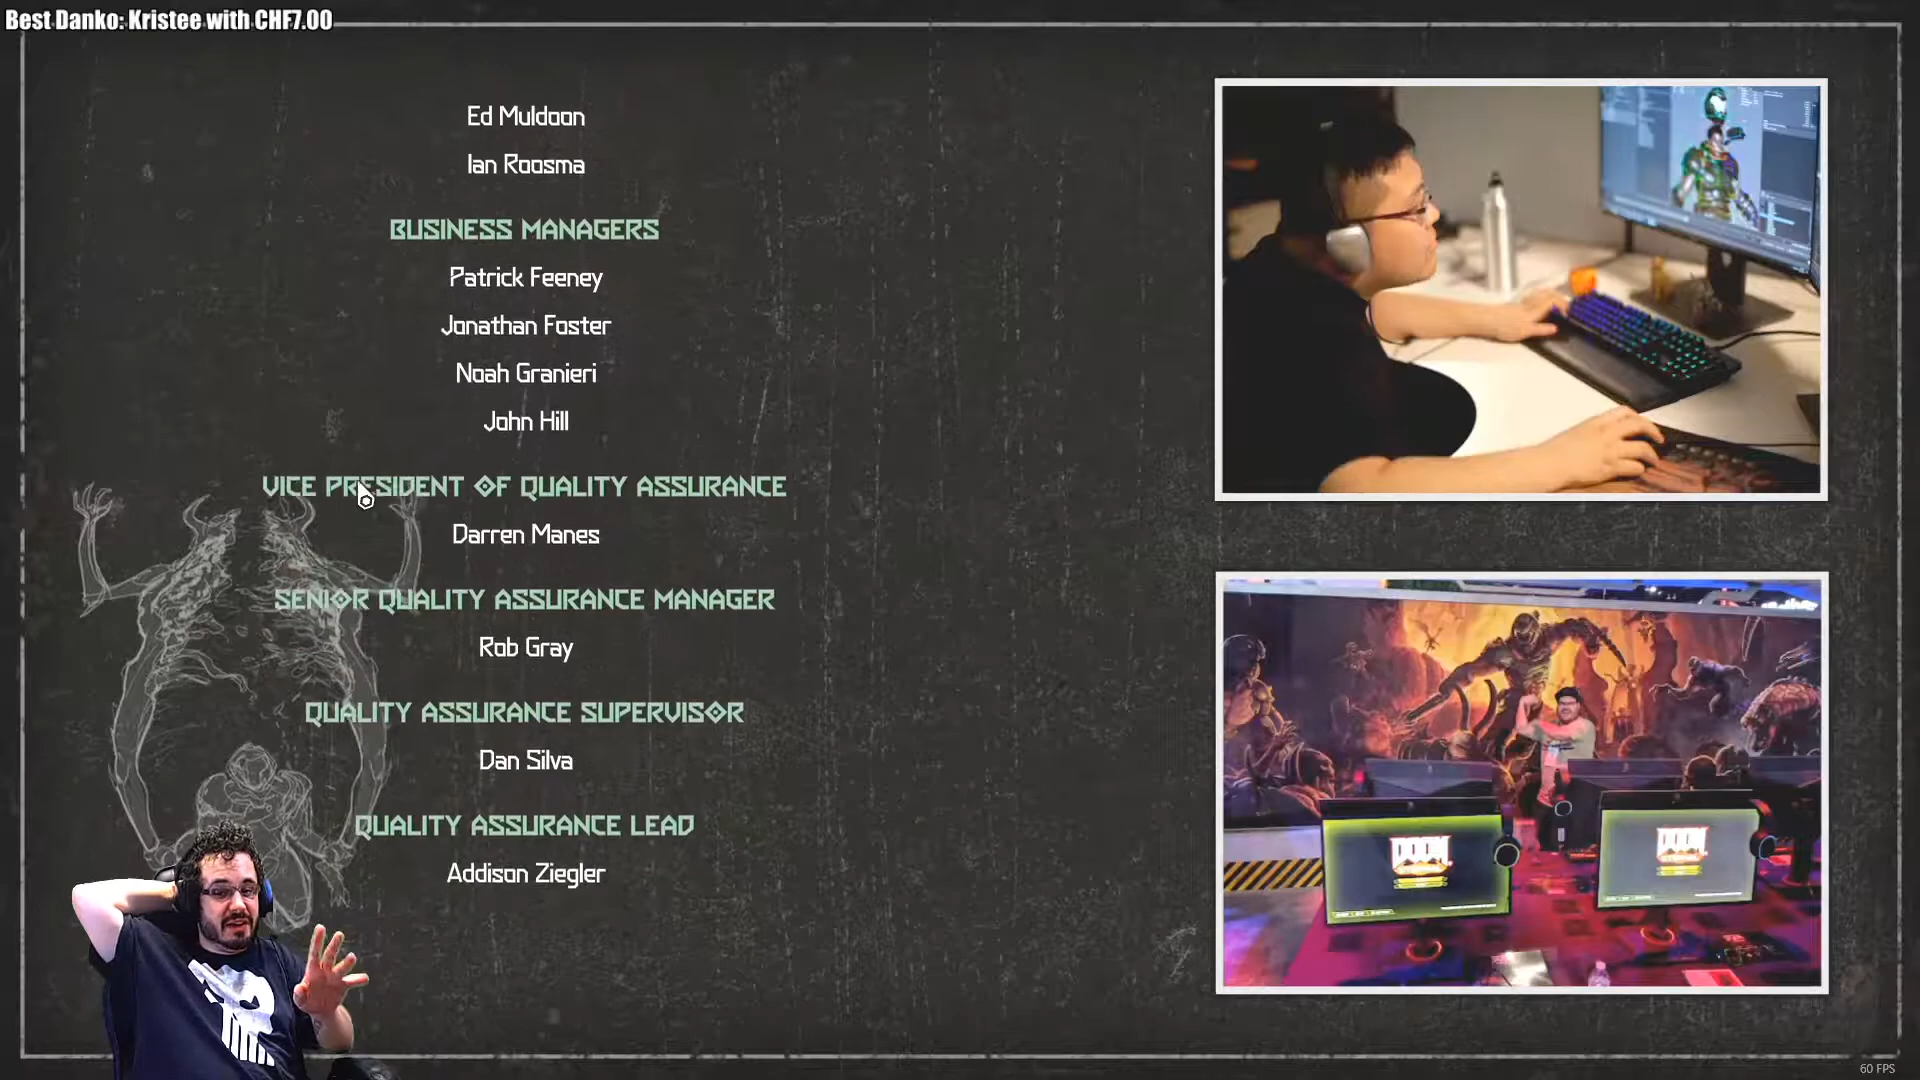 Best Danko: Kristee with CHF7.00
Ed Muldoon
Ian Roosma
BUSINESS MANAGERS
Patrick Feeney
Jonathan Foster
Noah Granieri
John Hill
VICE PRESIDENT OF QUALITY ASSURANCE
Darren Manes
SENIOR QUALITY ASSURANCE MANAGER
Rob Gray
QUALITY ASSURANCE SUPERVISOR
Dan Silva
QUALITY ASSURANCE LEAD
Addison Ziegler
DOOM
DOOM
60 FPS